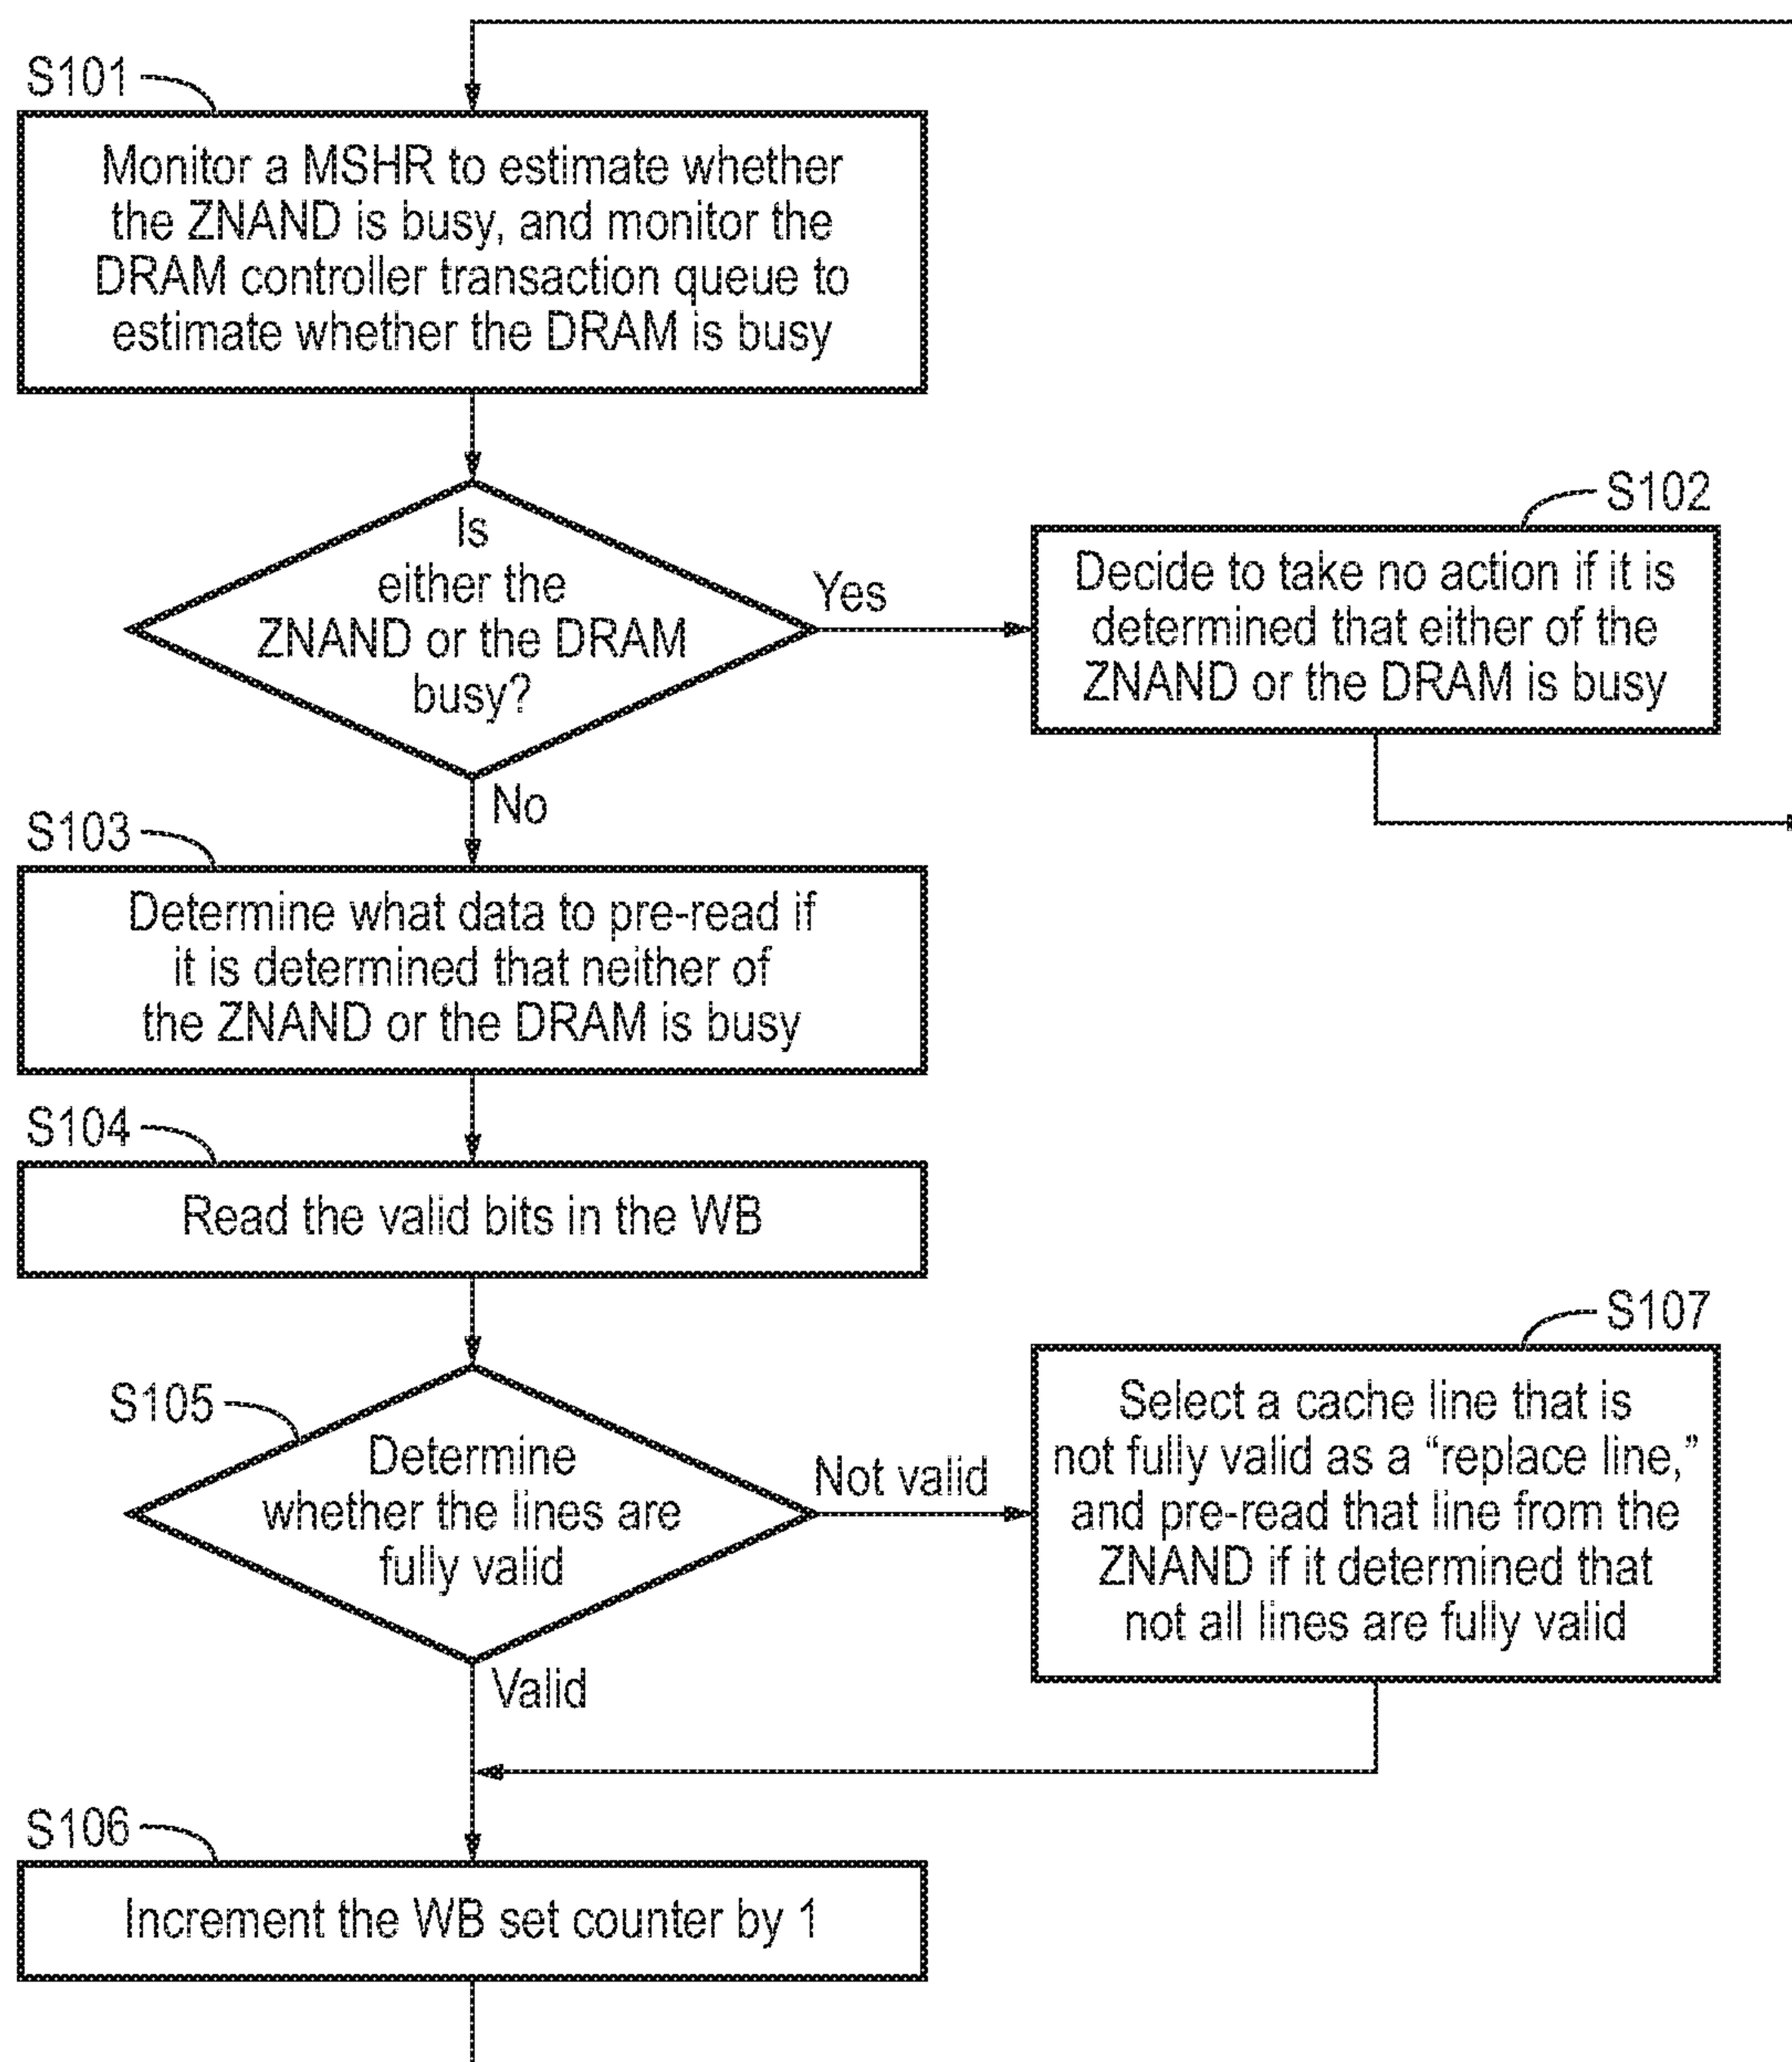 S101
Monitor a MSHR to estimate whether
the ZNAND is busy, and monitor the
DRAM controller transaction queue to
estimate whether the DRAM is busy
Is
either the
ZNAND or the DRAM
busy?
Yes
S102
Decide to take no action if it is
determined that either of the
ZNAND or the DRAM is busy
No
S103
Determine what data to pre-read if
it is determined that neither of
the ZNAND or the DRAM is busy
S104
Read the valid bits in the WB
S105
Determine
whether the lines are
fully valid
Not valid
S107
Select a cache line that is
not fully valid as a “replace line,”
and pre-read that line from the
ZNAND if it determined that
not all lines are fully valid
Valid
S106
Increment the WB set counter by 1